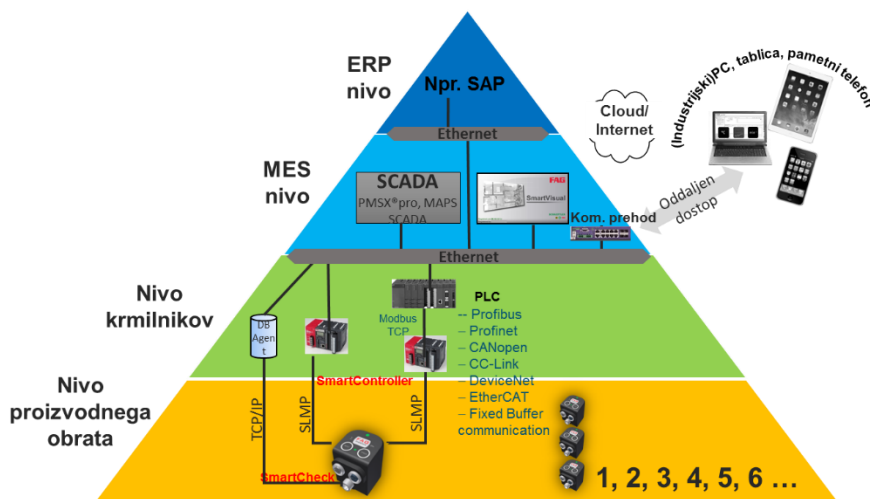 ERP
nivo
Npr. SAP
Ethernet
Cloud/
Internet
(Industrijski)PC, tablica, pametni telefon
MES
nivo
SCADA
PMSX®pro, MAPS
SCADA
FAG
SmartVisual
Kom. prehod
Oddaljen
dostop
Ethernet
Nivo
krmilnikov
DB
Agen
t
Modbus
TCP
PLC
-- Profibus
– Profinet
– CANopen
– CC-Link
– DeviceNet
– EtherCAT
– Fixed Buffer
communication
SmartController
Nivo
proizvodnega
obrata
TCP/IP
SLMP
SLMP
SmartCheck
1, 2, 3, 4, 5, 6 ...